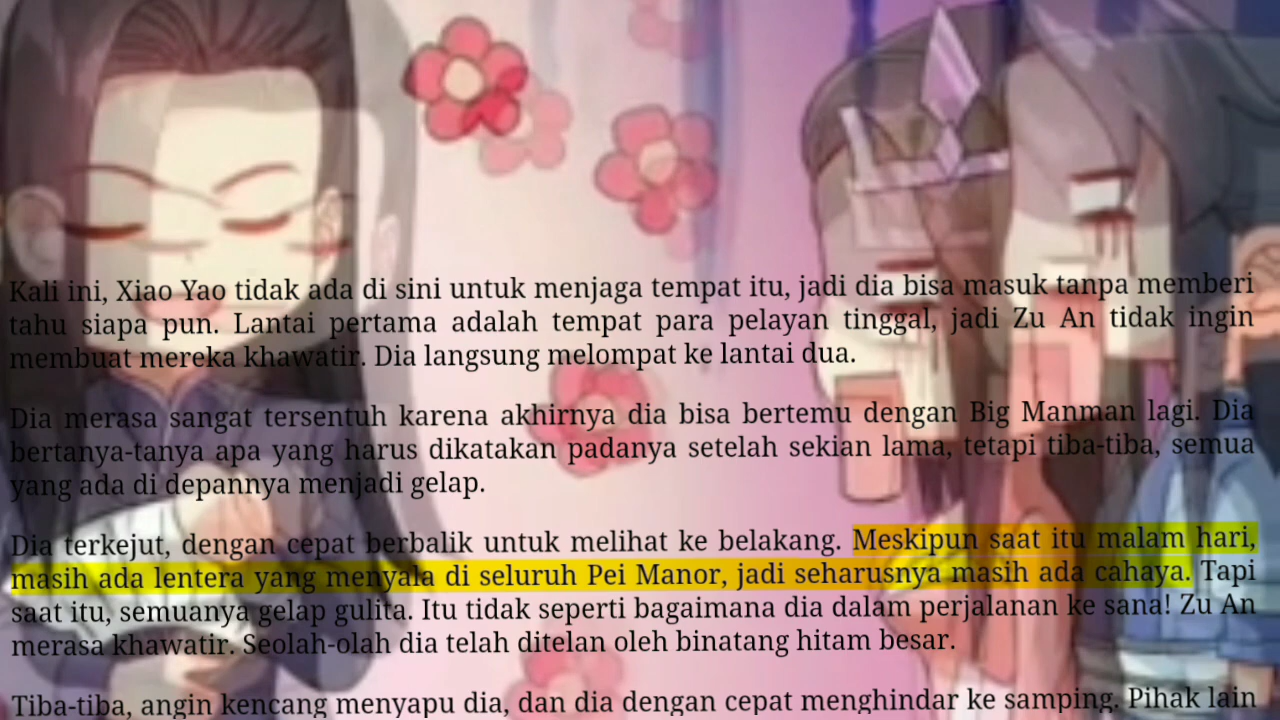 Kali ini, Xiao Yao tidak ada di sini untuk menjaga tempat itu, jadi dia bisa masuk tanpa memberi
tahu siapa pun. Lantai pertama adalah tempat para pelayan tinggal, jadi Zu An tidak ingin
membuat mereka khawatir. Dia langsung melompat ke lantai dua.
Dia merasa sangat tersentuh karena akhirnya dia bisa bertemu dengan Big Manman lagi. Dia
bertanya-tanya apa yang harus dikatakan padanya setelah sekian lama, tetapi tiba-tiba, semua
yang ada di depannya menjadi gelap.
Dia terkejut, dengan cepat berbalik untuk melihat ke belakang. Meskipun saat itu malam hari,
masih ada lentera yang menyala di seluruh Pei Manor, jadi seharusnya masih ada cahaya. Tapi
saat itu, semuanya gelap gulita. Itu tidak seperti bagaimana dia dalam perjalanan ke sana! Zu An
merasa khawatir. Seolah-olah dia telah ditelan oleh binatang hitam besar.
Tiba-tiba, angin kencang menyapu dia, dan dia dengan cepat menghindar ke samping. Pihak lain